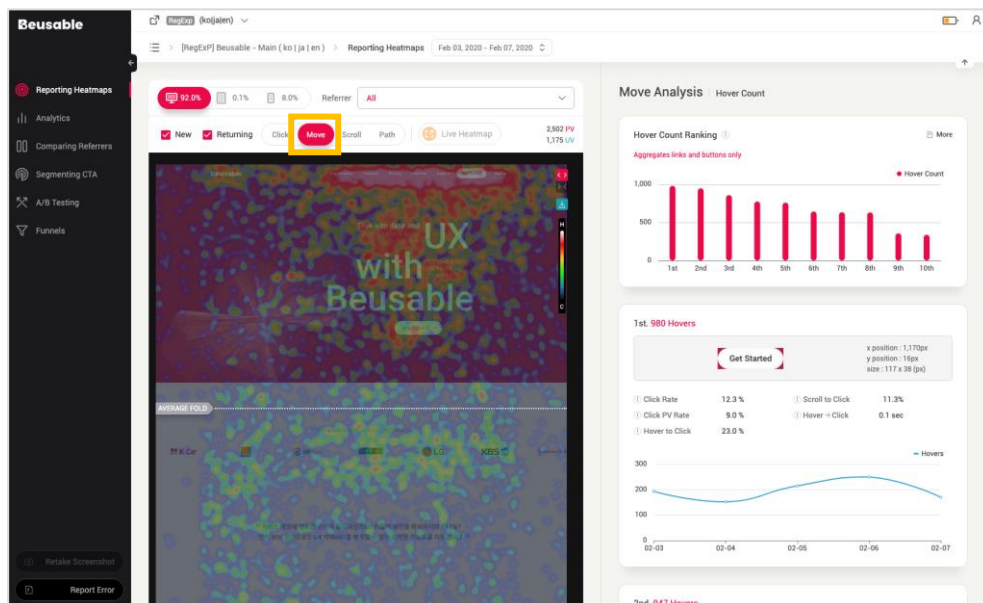 Beusable
RegExp (ko|ja|en)
[RegExP] Beusable - Main ( ko | ja | en ) > Reporting Heatmaps Feb 03, 2020 - Feb 07, 2020
Reporting Heatmaps
Analytics
Comparing Referrers
Segmenting CTA
A/B Testing
Funnels
Retake Screenshot
Report Error
92.0% 0.1% 8.0% Referrer All
New Returning Click Move Scroll Path Live Heatmap
2,502 PV
1,175 UV
UX
with
Beusable
H
C
AVERAGE FOLD
K Car LG KBS
Move Analysis Hover Count
Hover Count Ranking More
Aggregates links and buttons only
Hover Count
1,000
500
0
1st 2nd 3rd 4th 5th 6th 7th 8th 9th 10th
1st. 980 Hovers
Get Started
x position : 1,170px
y position : 16px
size : 117 x 38 (px)
Click Rate 12.3 % Scroll to Click 11.3%
Click PV Rate 9.0 % Hover → Click 0.1 sec
Hover to Click 23.0 %
Hovers
300
200
100
0
02-03 02-04 02-05 02-06 02-07
2nd. 947 Hovers